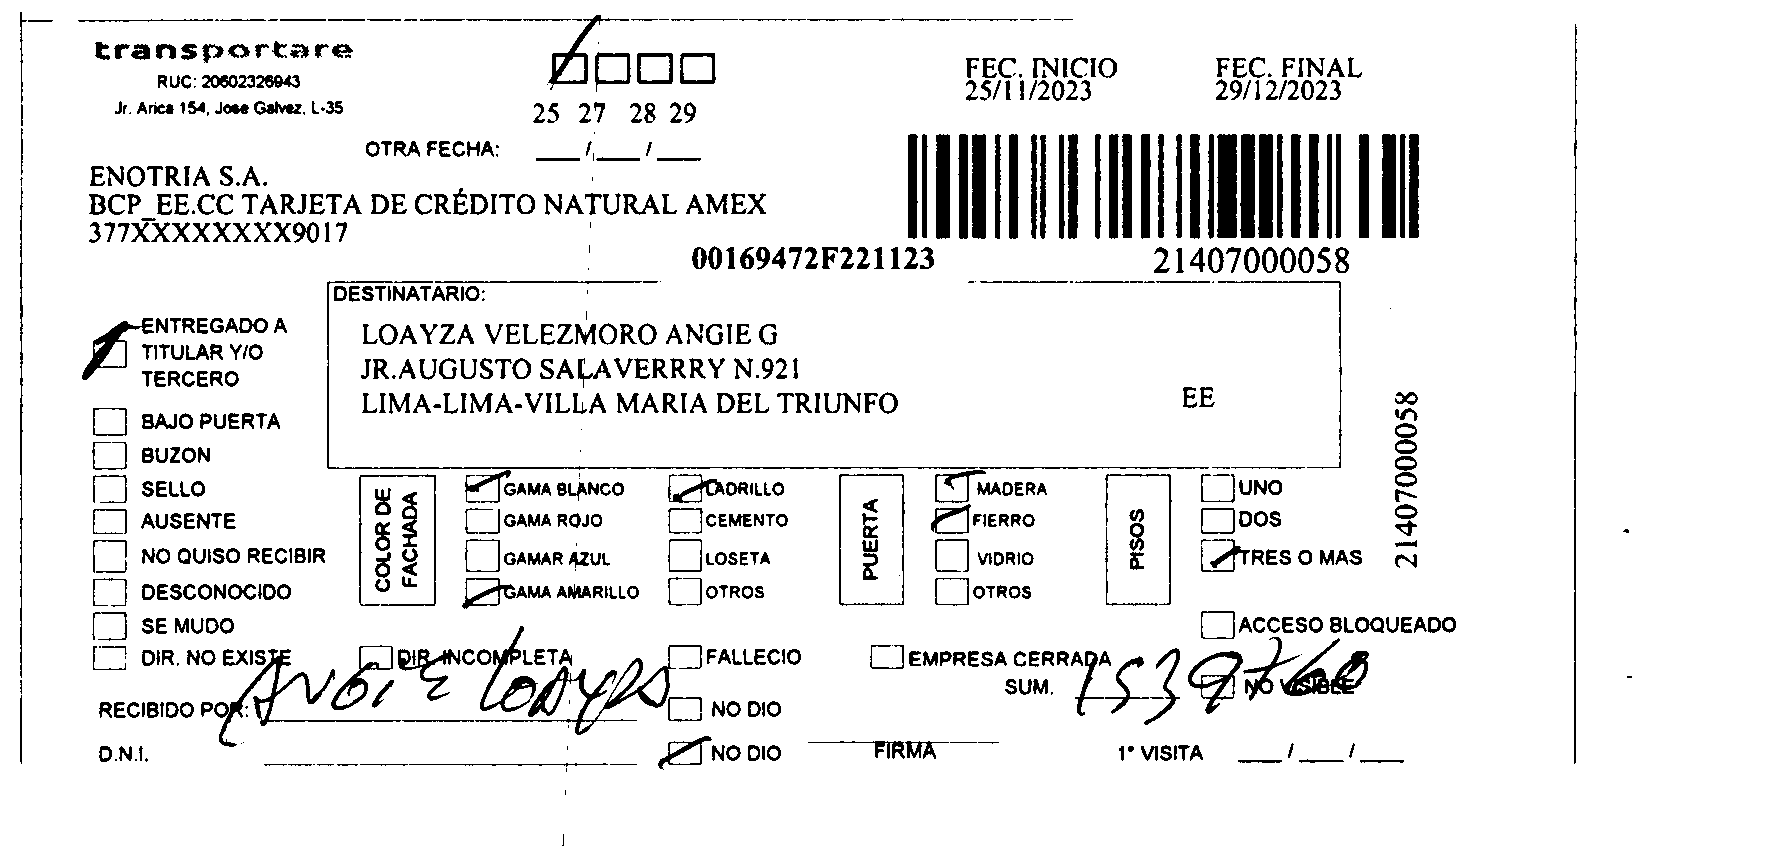 transportare
RUC: 20602326943
Jr. Arica 154, Jose Galvez, L-35
25 27 28 29
OTRA FECHA: ___/___/___
FEC. INICIO
25/11/2023
FEC. FINAL
29/12/2023
ENOTRIA S.A.
BCP_EE.CC TARJETA DE CRÉDITO NATURAL AMEX
377XXXXXXXX9017
00169472F221123
21407000058
DESTINATARIO:
LOAYZA VELEZMORO ANGIE G
JR.AUGUSTO SALAVERRRY N.921
LIMA-LIMA-VILLA MARIA DEL TRIUNFO
EE
21407000058
ENTREGADO A
TITULAR Y/O
TERCERO
BAJO PUERTA
BUZON
SELLO
AUSENTE
NO QUISO RECIBIR
DESCONOCIDO
SE MUDO
DIR. NO EXISTE
COLOR DE
FACHADA
GAMA BLANCO
GAMA ROJO
GAMAR AZUL
GAMA AMARILLO
LADRILLO
CEMENTO
LOSETA
OTROS
PUERTA
MADERA
FIERRO
VIDRIO
OTROS
PISOS
UNO
DOS
TRES O MAS
ACCESO BLOQUEADO
DIR. INCOMPLETA
FALLECIO
EMPRESA CERRADA
SUM. 1539760
NO VISIBLE
RECIBIDO POR: ANGIE LOAYZA
NO DIO
D.N.I.
NO DIO
FIRMA
1° VISITA ___/___/___